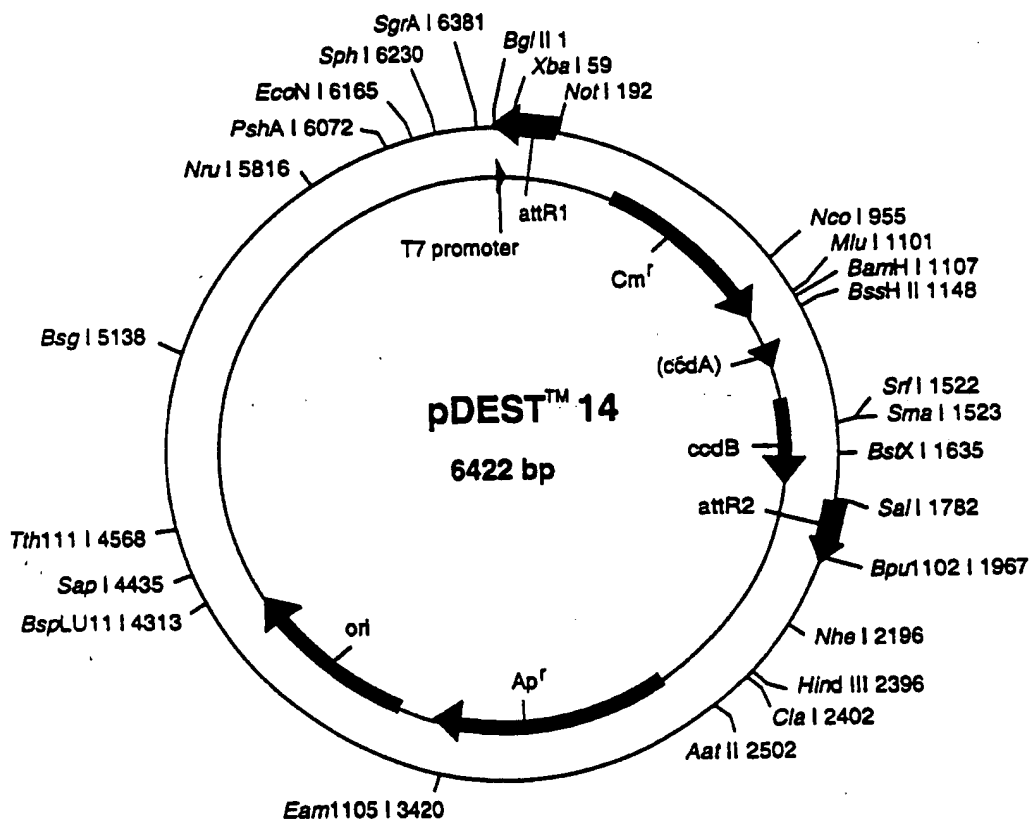 SgrA I 6381
Sph I 6230
EcoN I 6165
PshA I 6072
Nru I 5816
Bgl II 1
Xba I 59
Not I 192
attR1
T7 promoter
Cmr
Nco I 955
Mlu I 1101
BamH I 1107
BssH II 1148
(ccdA)
Bsg I 5138
pDEST™ 14
6422 bp
Srf I 1522
Sma I 1523
ccdB
BstX I 1635
attR2
Sal I 1782
Bpu1102 I 1967
Tth111 I 4568
Sap I 4435
BspLU11 I 4313
ori
Apr
Nhe I 2196
Hind III 2396
Cla I 2402
Aat II 2502
Eam1105 I 3420